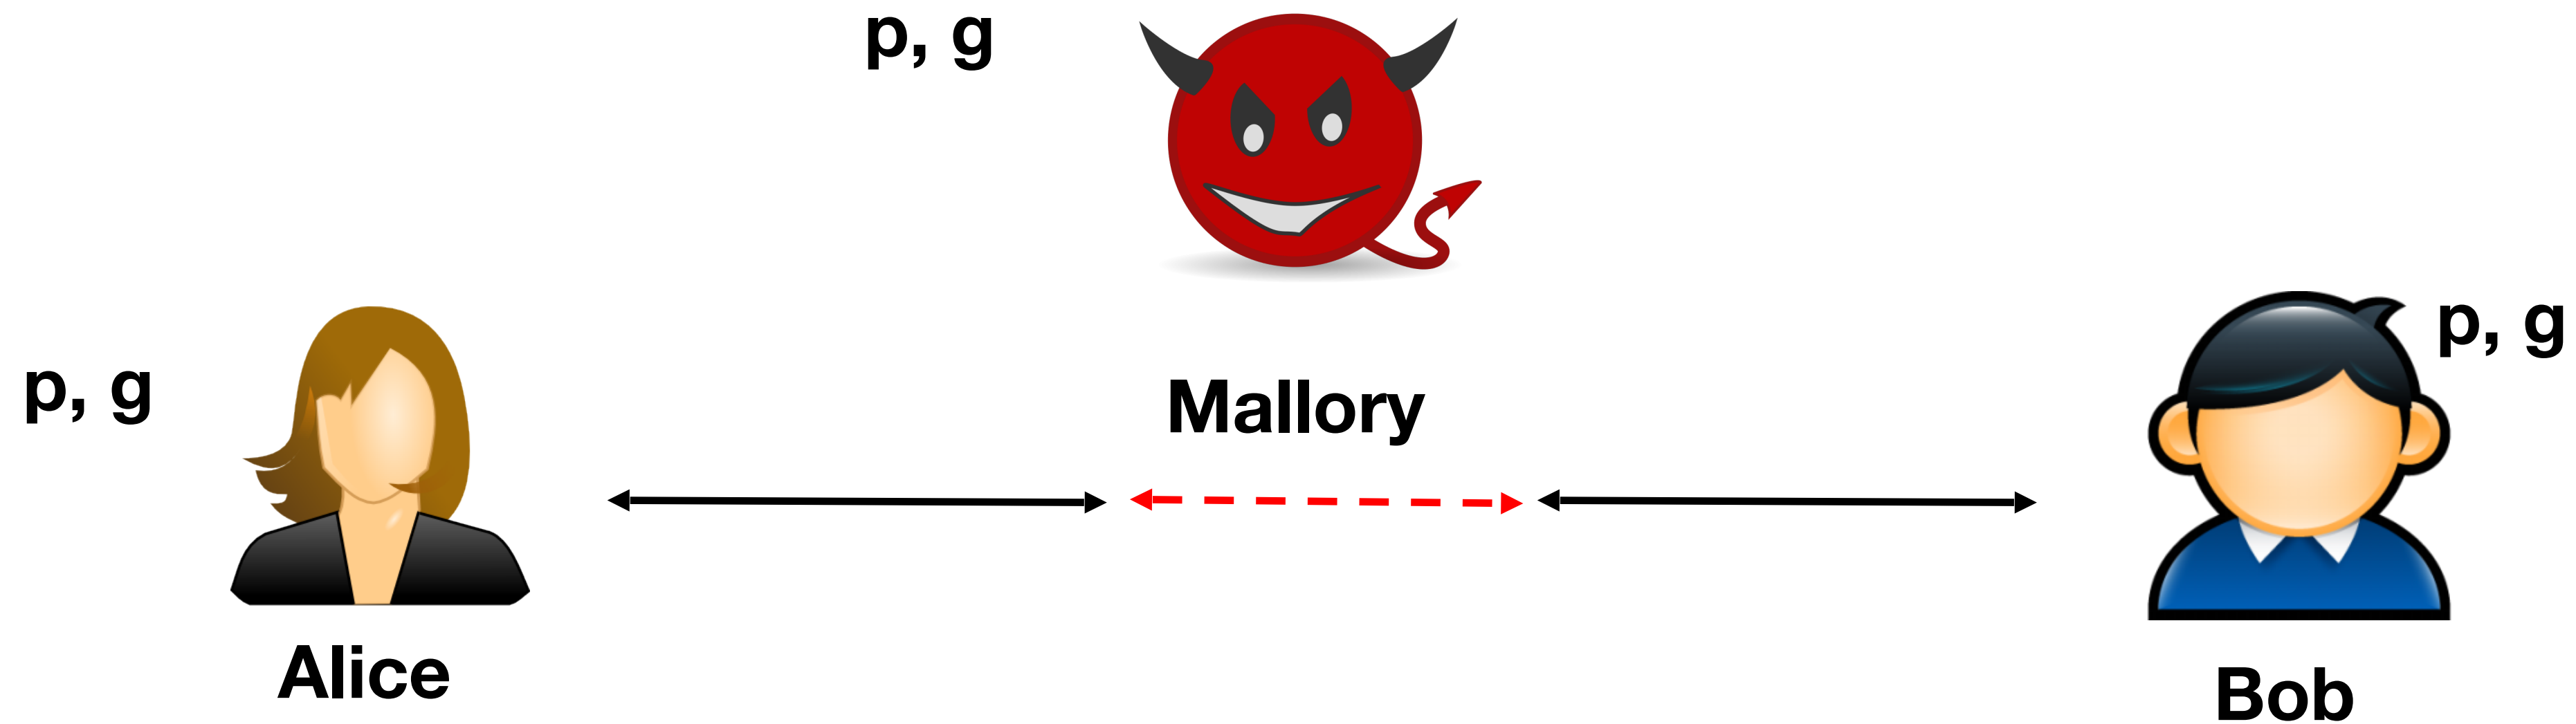 p, g
p, g
p, g
Mallory
Alice
Bob